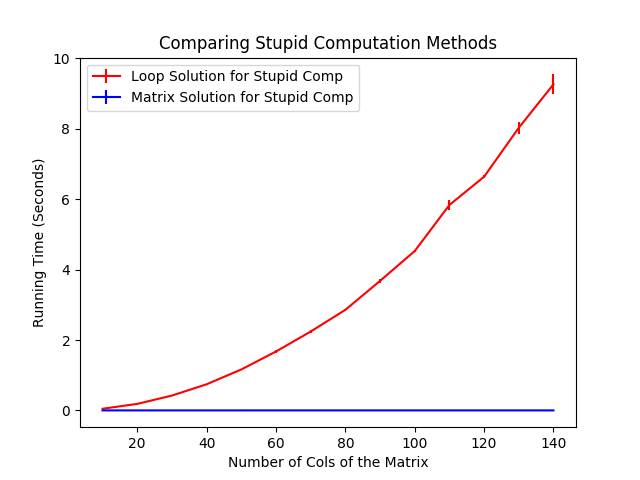 Comparing Stupid Computation Methods
Loop Solution for Stupid Comp
Matrix Solution for Stupid Comp
10
8
6
4
2
0
Running Time (Seconds)
20 40 60 80 100 120 140
Number of Cols of the Matrix